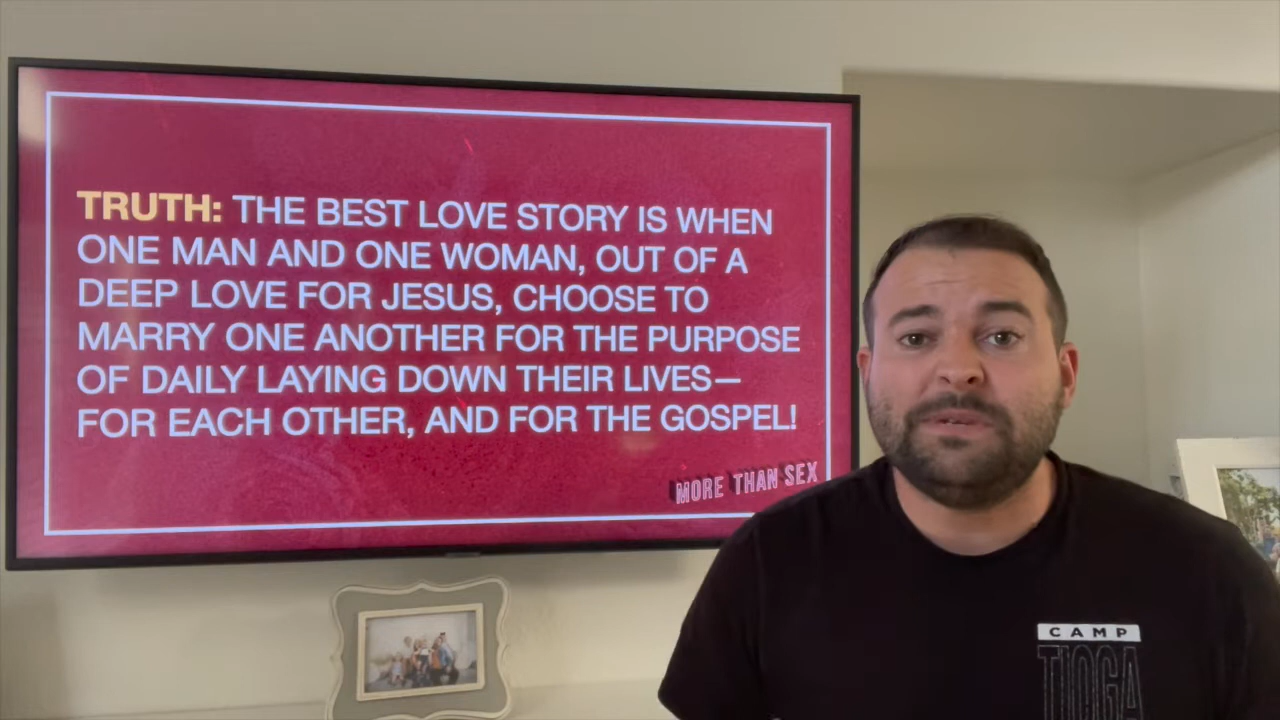 TRUTH: THE BEST LOVE STORY IS WHEN
ONE MAN AND ONE WOMAN, OUT OF A
DEEP LOVE FOR JESUS, CHOOSE TO
MARRY ONE ANOTHER FOR THE PURPOSE
OF DAILY LAYING DOWN THEIR LIVES—
FOR EACH OTHER, AND FOR THE GOSPEL!
MORE THAN SEX
CAMP
TIOGA